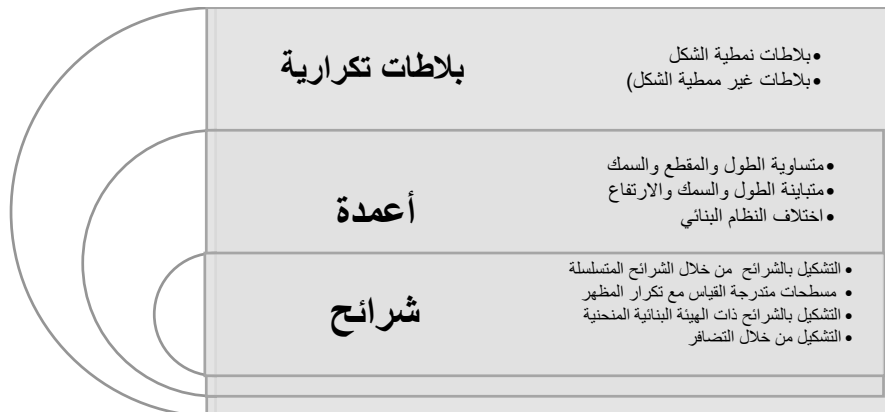 بلاطات تكرارية
•بلاطات نمطية الشكل
•بلاطات غير ممطية الشكل)
أعمدة
•متساوية الطول والمقطع والسمك
•متباينة الطول والسمك والارتفاع
•اختلاف النظام البنائي
شرائح
• التشكيل بالشرائح من خلال الشرائح المتسلسلة
• مسطحات متدرجة القياس مع تكرار المظهر
• التشكيل بالشرائح ذات الهيئة البنائية المنحنية
• التشكيل من خلال التضافر